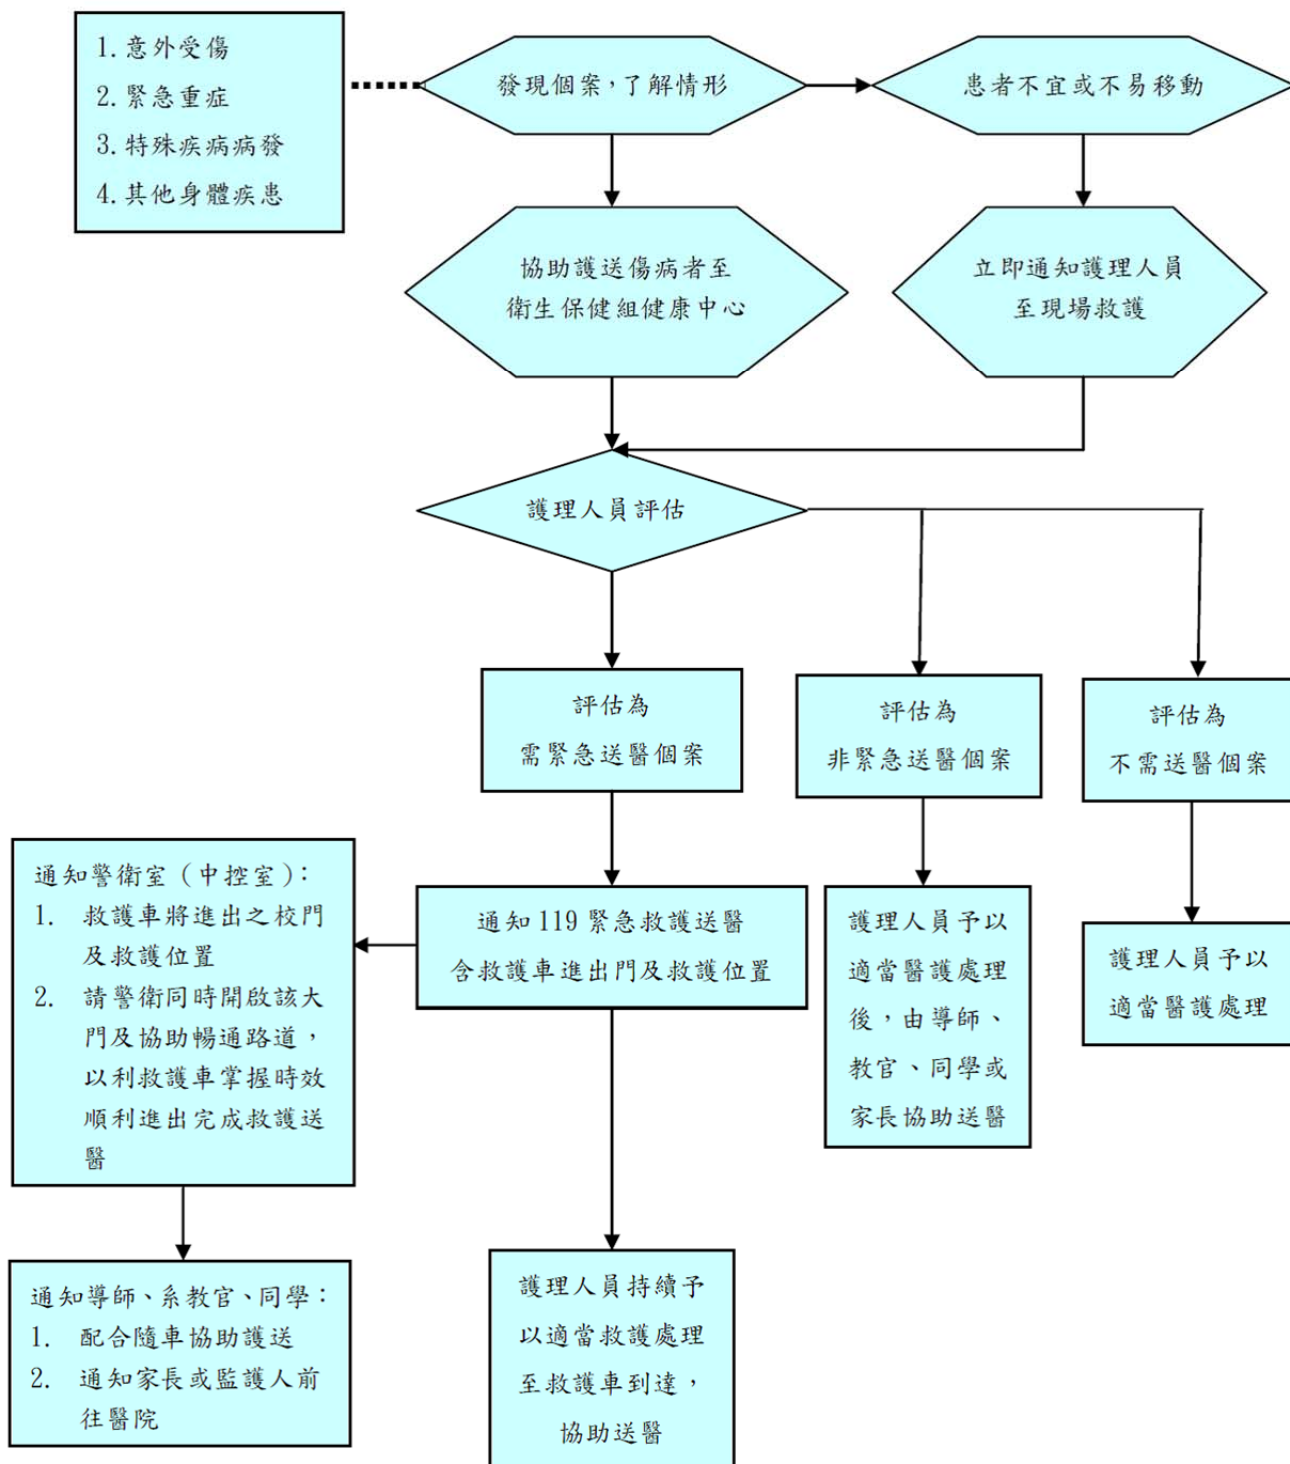 1. 意外受傷
2. 緊急重症
3. 特殊疾病病發
4. 其他身體疾患
發現個案，了解情形
患者不宜或不易移動
協助護送傷病者至
衛生保健組健康中心
立即通知護理人員
至現場救護
護理人員評估
評估為
需緊急送醫個案
評估為
非緊急送醫個案
評估為
不需送醫個案
通知警衛室（中控室）：
1. 救護車將進出之校門
及救護位置
2. 請警衛同時開啟該大
門及協助暢通路道，
以利救護車掌握時效
順利進出完成救護送
醫
通知 119 緊急救護送醫
含救護車進出門及救護位置
護理人員予以
適當醫護處理
後，由導師、
教官、同學或
家長協助送醫
護理人員予以
適當醫護處理
通知導師、系教官、同學：
1. 配合隨車協助護送
2. 通知家長或監護人前
往醫院
護理人員持續予
以適當救護處理
至救護車到達，
協助送醫